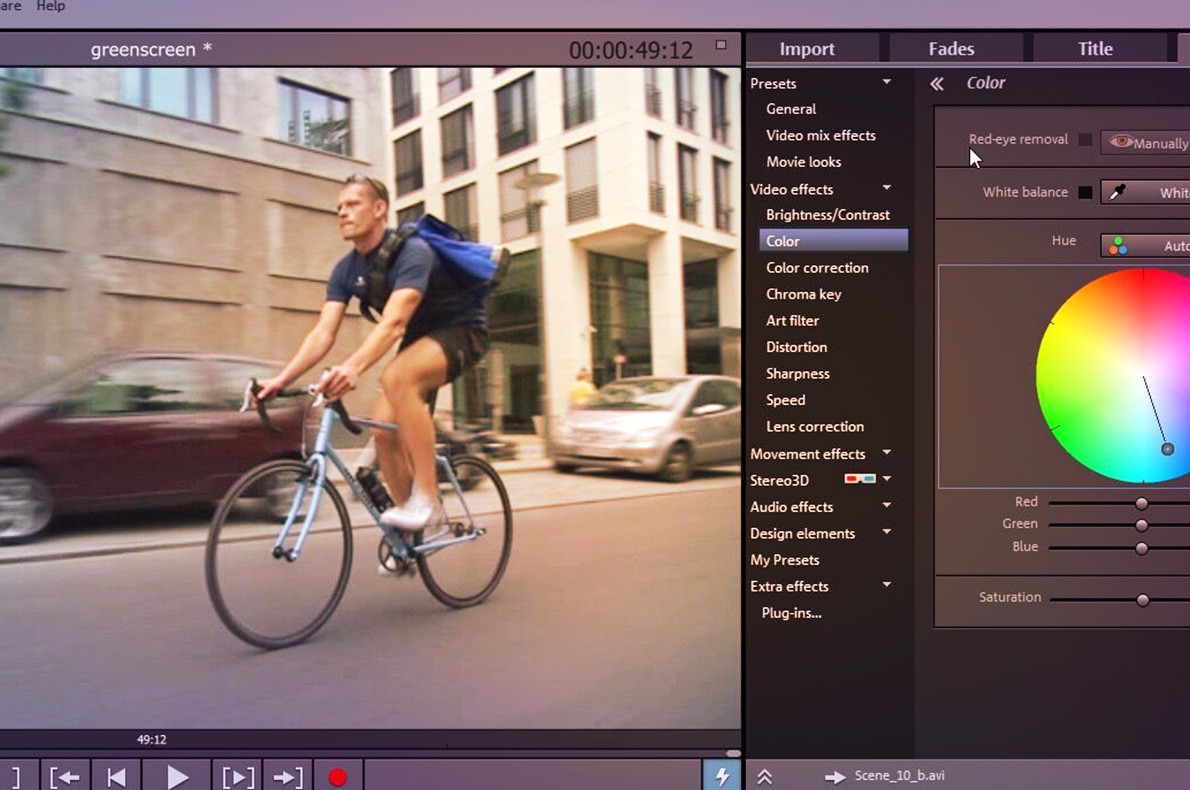 are Help
greenscreen *
00:00:49:12
Import
Fades
Title
Presets
General
Video mix effects
Movie looks
Video effects
Brightness/Contrast
Color
Color correction
Chroma key
Art filter
Distortion
Sharpness
Speed
Lens correction
Movement effects
Stereo3D
Audio effects
Design elements
My Presets
Extra effects
Plug-ins...
Color
Red-eye removal
Manually
White balance
Whit
Hue
Auto
Red
Green
Blue
Saturation
49:12
Scene_10_b.avi